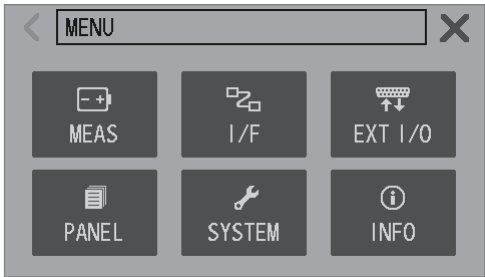 MENU
MEAS
I/F
EXT I/O
PANEL
SYSTEM
INFO